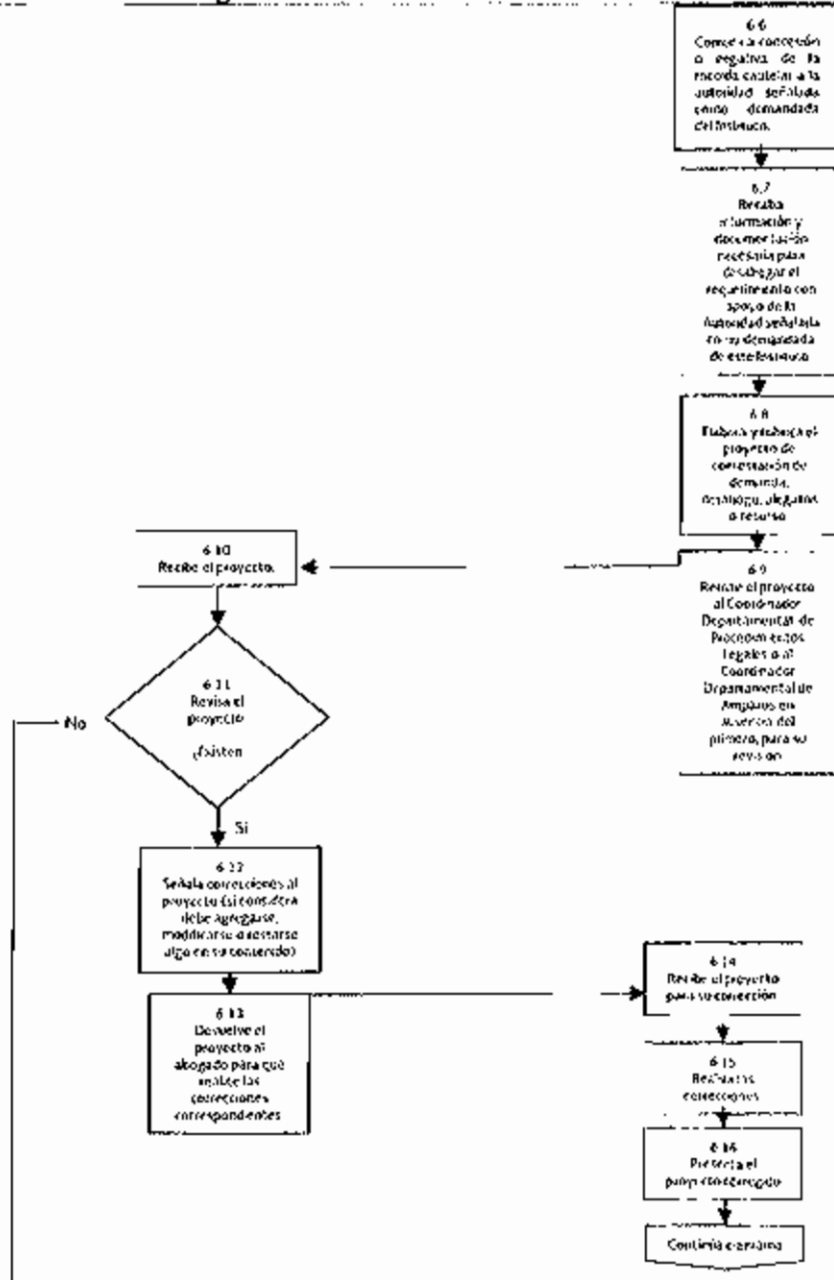 6.6
concesión
o negativa de la
medida cautelar a la
autoridad señalada
como demandada
del Instituto.
6.7
Recaba
información y
documentación
necesaria para
desahogar el
requerimiento con
apoyo de la
Autoridad señalada
como demandada
de este Instituto
6.8
Elabora y rubrica el
proyecto de
contestación de
demanda,
desahogo, alegatos
o recurso
6.9
Remite el proyecto
al Coordinador
Departamental de
Procedimientos
Legales o al
Coordinador
Departamental de
Amparos en
ausencia del
primero, para su
revisión
6.10
Recibe el proyecto.
6.11
Revisa el
proyecto
¿Existen
No
Si
6.12
Señala correcciones al
proyecto (si considera
debe agregarse,
modificarse o restarse
algo en su contenido)
6.13
Devuelve el
proyecto al
abogado para que
realice las
correcciones
correspondientes
6.14
Recibe el proyecto
para su corrección
6.15
Realiza las
correcciones
6.16
Presenta el
proyecto corregido
Continúa